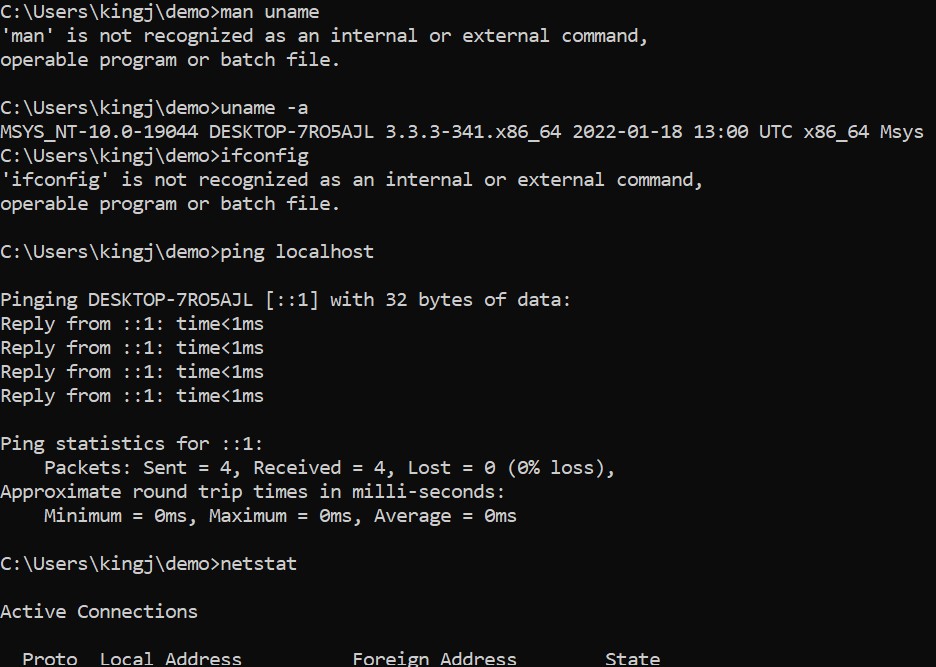 C:\Users\kingj\demo>man uname
'man' is not recognized as an internal or external command,
operable program or batch file.
C:\Users\kingj\demo>uname -a
MSYS_NT-10.0-19044 DESKTOP-7RO5AJL 3.3.3-341.x86_64 2022-01-18 13:00 UTC x86_64 Msys
C:\Users\kingj\demo>ifconfig
'ifconfig' is not recognized as an internal or external command,
operable program or batch file.
C:\Users\kingj\demo>ping localhost
Pinging DESKTOP-7RO5AJL [::1] with 32 bytes of data:
Reply from ::1: time<1ms
Reply from ::1: time<1ms
Reply from ::1: time<1ms
Reply from ::1: time<1ms
Ping statistics for ::1:
    Packets: Sent = 4, Received = 4, Lost = 0 (0% loss),
Approximate round trip times in milli-seconds:
    Minimum = 0ms, Maximum = 0ms, Average = 0ms
C:\Users\kingj\demo>netstat
Active Connections
  Proto  Local Address          Foreign Address        State